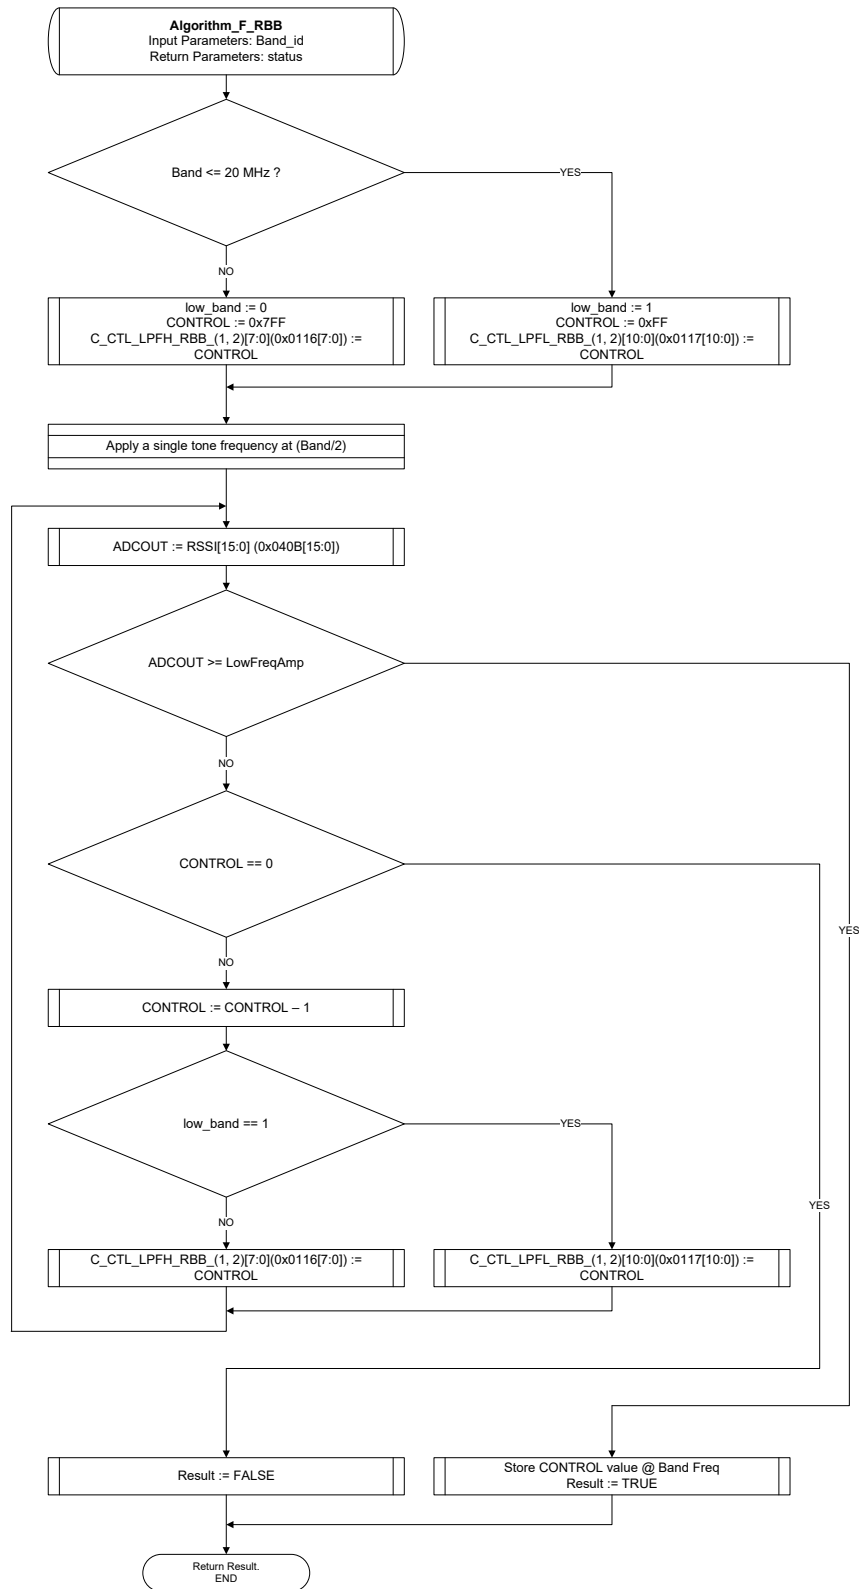 Algorithm_F_RBB
Input Parameters: Band_id
Return Parameters: status
Band <= 20 MHz ?
YES
NO
low_band := 0
CONTROL := 0x7FF
C_CTL_LPFH_RBB_(1, 2)[7:0](0x0116[7:0]) :=
CONTROL
low_band := 1
CONTROL := 0xFF
C_CTL_LPFL_RBB_(1, 2)[10:0](0x0117[10:0]) :=
CONTROL
Apply a single tone frequency at (Band/2)
ADCOUT := RSSI[15:0] (0x040B[15:0])
ADCOUT >= LowFreqAmp
NO
CONTROL == 0
YES
NO
CONTROL := CONTROL – 1
low_band == 1
YES
YES
NO
C_CTL_LPFH_RBB_(1, 2)[7:0](0x0116[7:0]) :=
CONTROL
C_CTL_LPFL_RBB_(1, 2)[10:0](0x0117[10:0]) :=
CONTROL
Result := FALSE
Store CONTROL value @ Band Freq
Result := TRUE
Return Result.
END